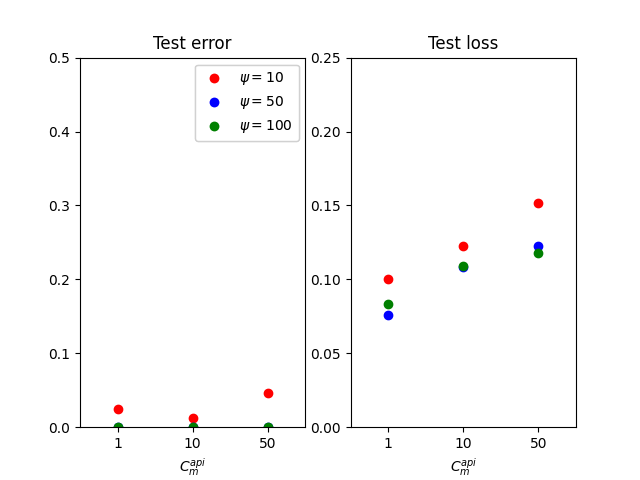 Test error
0.5
0.4
0.3
0.2
0.1
0.0
1 10 50
$C_m^{api}$
ψ = 10
ψ = 50
ψ = 100
Test loss
0.25
0.20
0.15
0.10
0.05
0.00
1 10 50
$C_m^{api}$